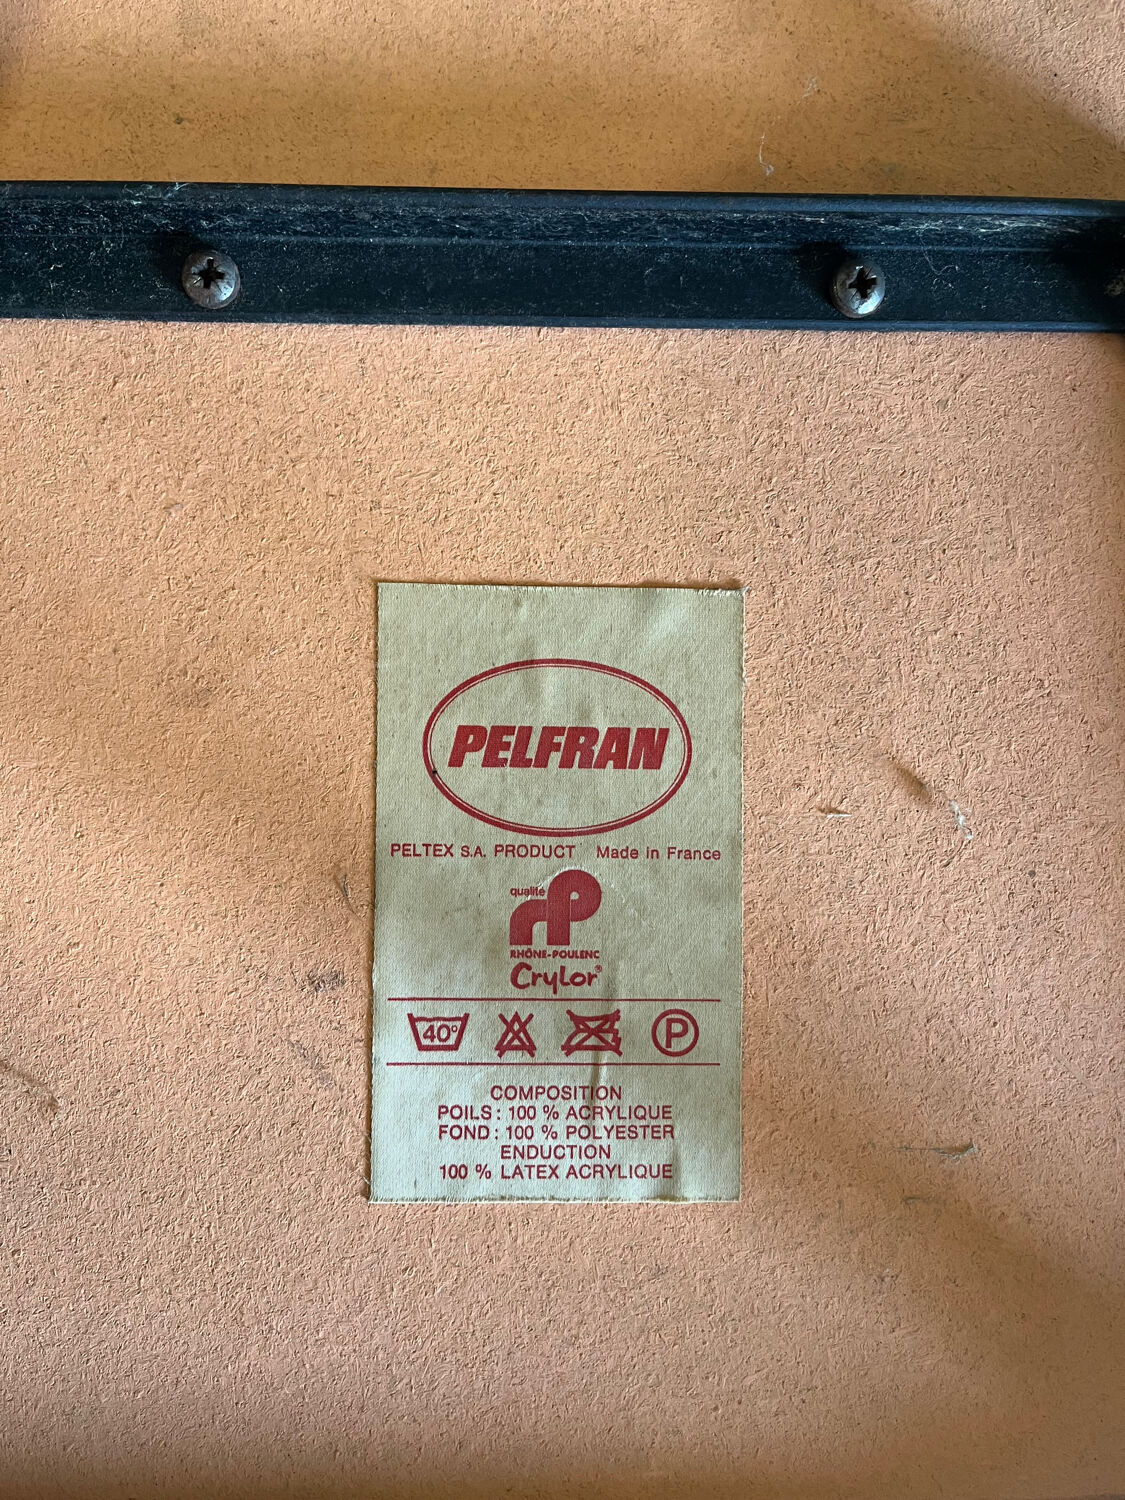 PELFRAN
PELTEX S.A. PRODUCT Made in France
qualité
rP
RHÔNE-POULENC
Crylor®
40° P
COMPOSITION
POILS : 100 % ACRYLIQUE
FOND : 100 % POLYESTER
ENDUCTION
100 % LATEX ACRYLIQUE